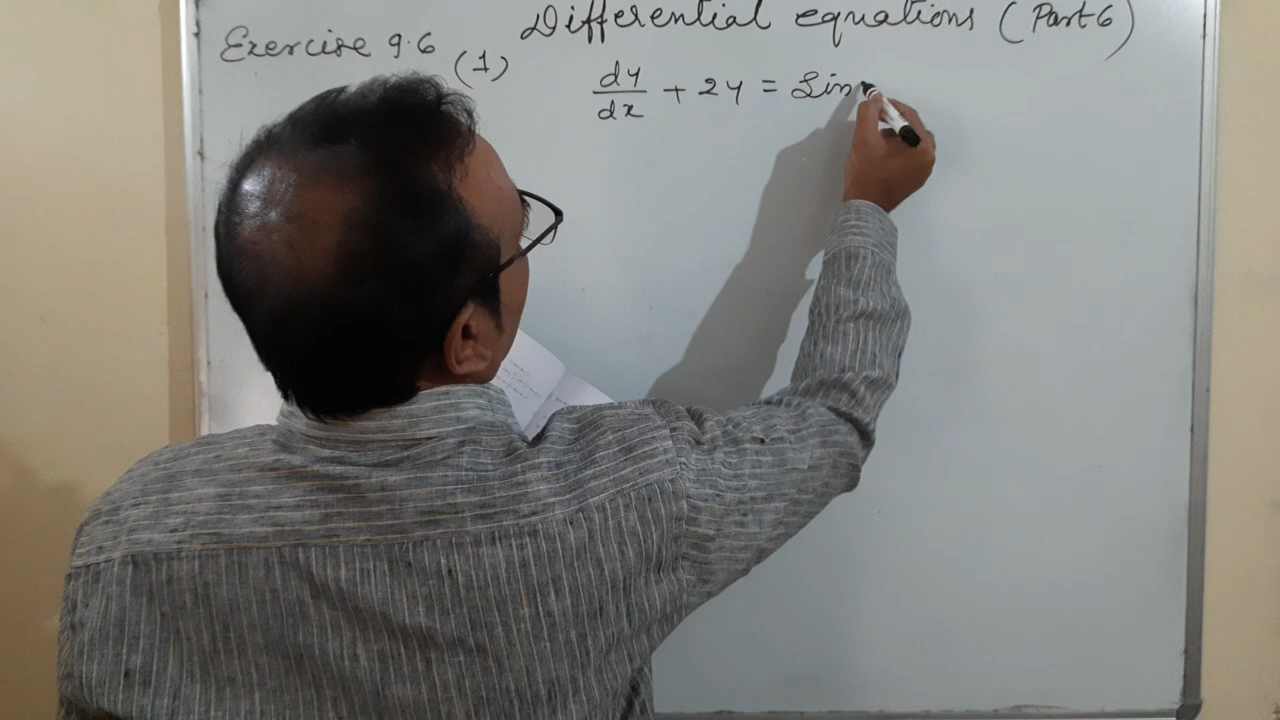 Differential equations (Part 6)
Exercise 9.6
(1) dy/dx + 2y = Sin